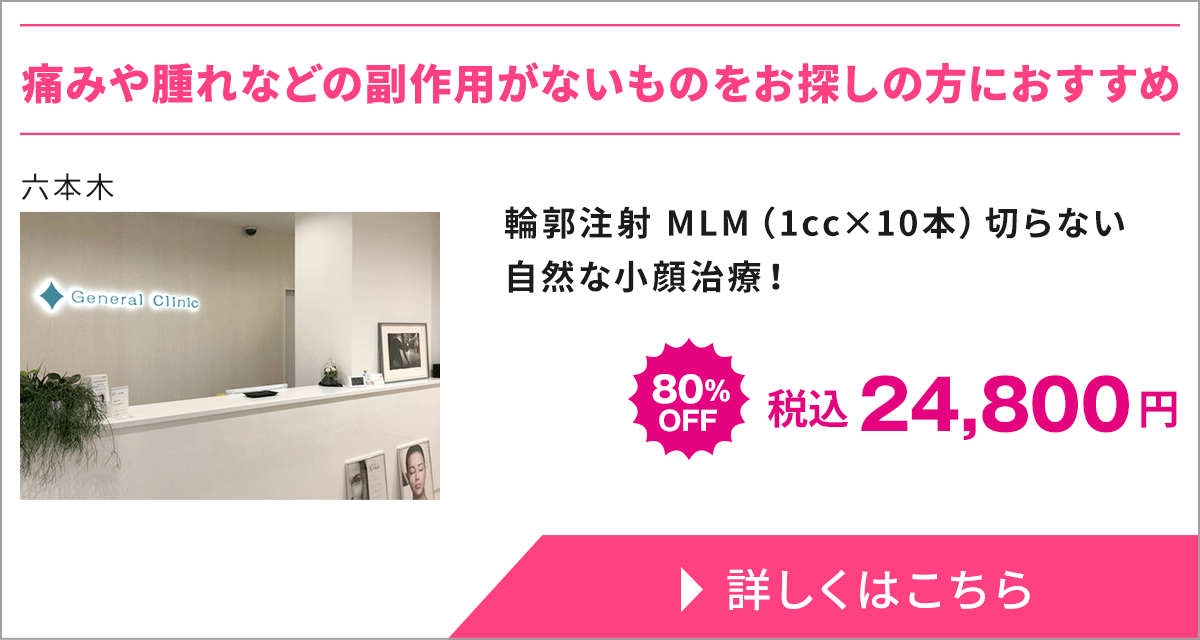 痛みや腫れなどの副作用がないものをお探しの方におすすめ
六本木
General Clinic
輪郭注射 MLM（1cc×10本）切らない
自然な小顔治療！
80%
OFF
税込 24,800円
詳しくはこちら